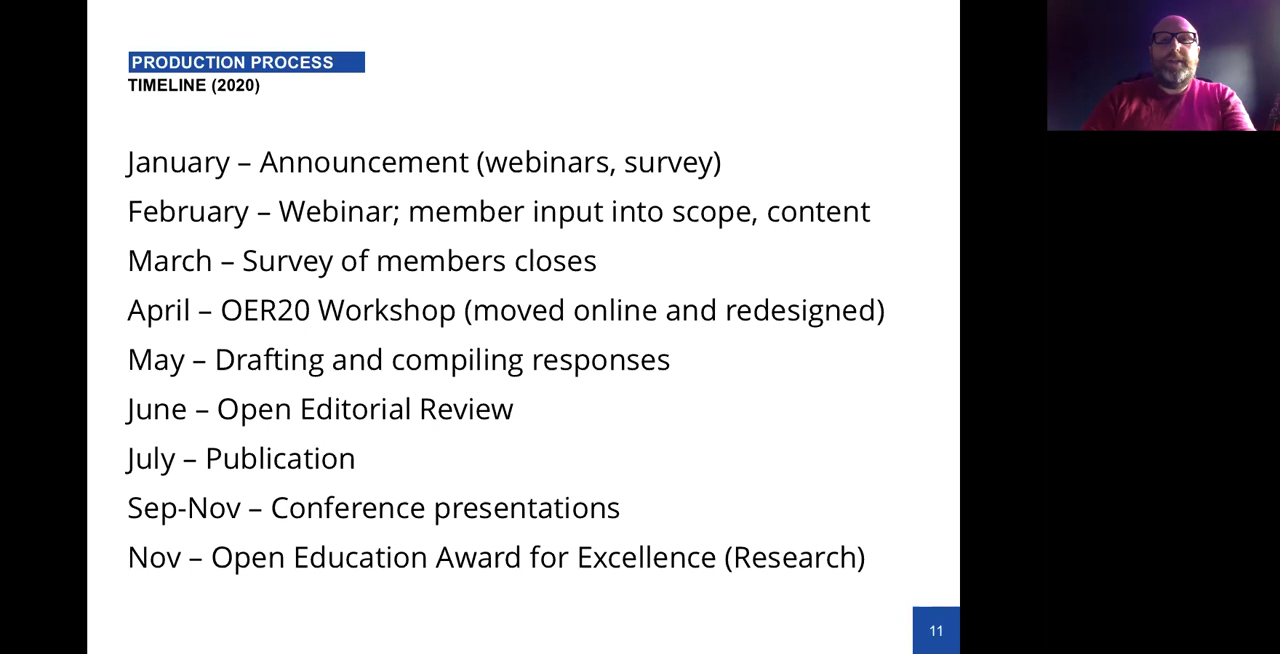 PRODUCTION PROCESS
TIMELINE (2020)
January – Announcement (webinars, survey)
February – Webinar; member input into scope, content
March – Survey of members closes
April – OER20 Workshop (moved online and redesigned)
May – Drafting and compiling responses
June – Open Editorial Review
July – Publication
Sep-Nov – Conference presentations
Nov – Open Education Award for Excellence (Research)
11